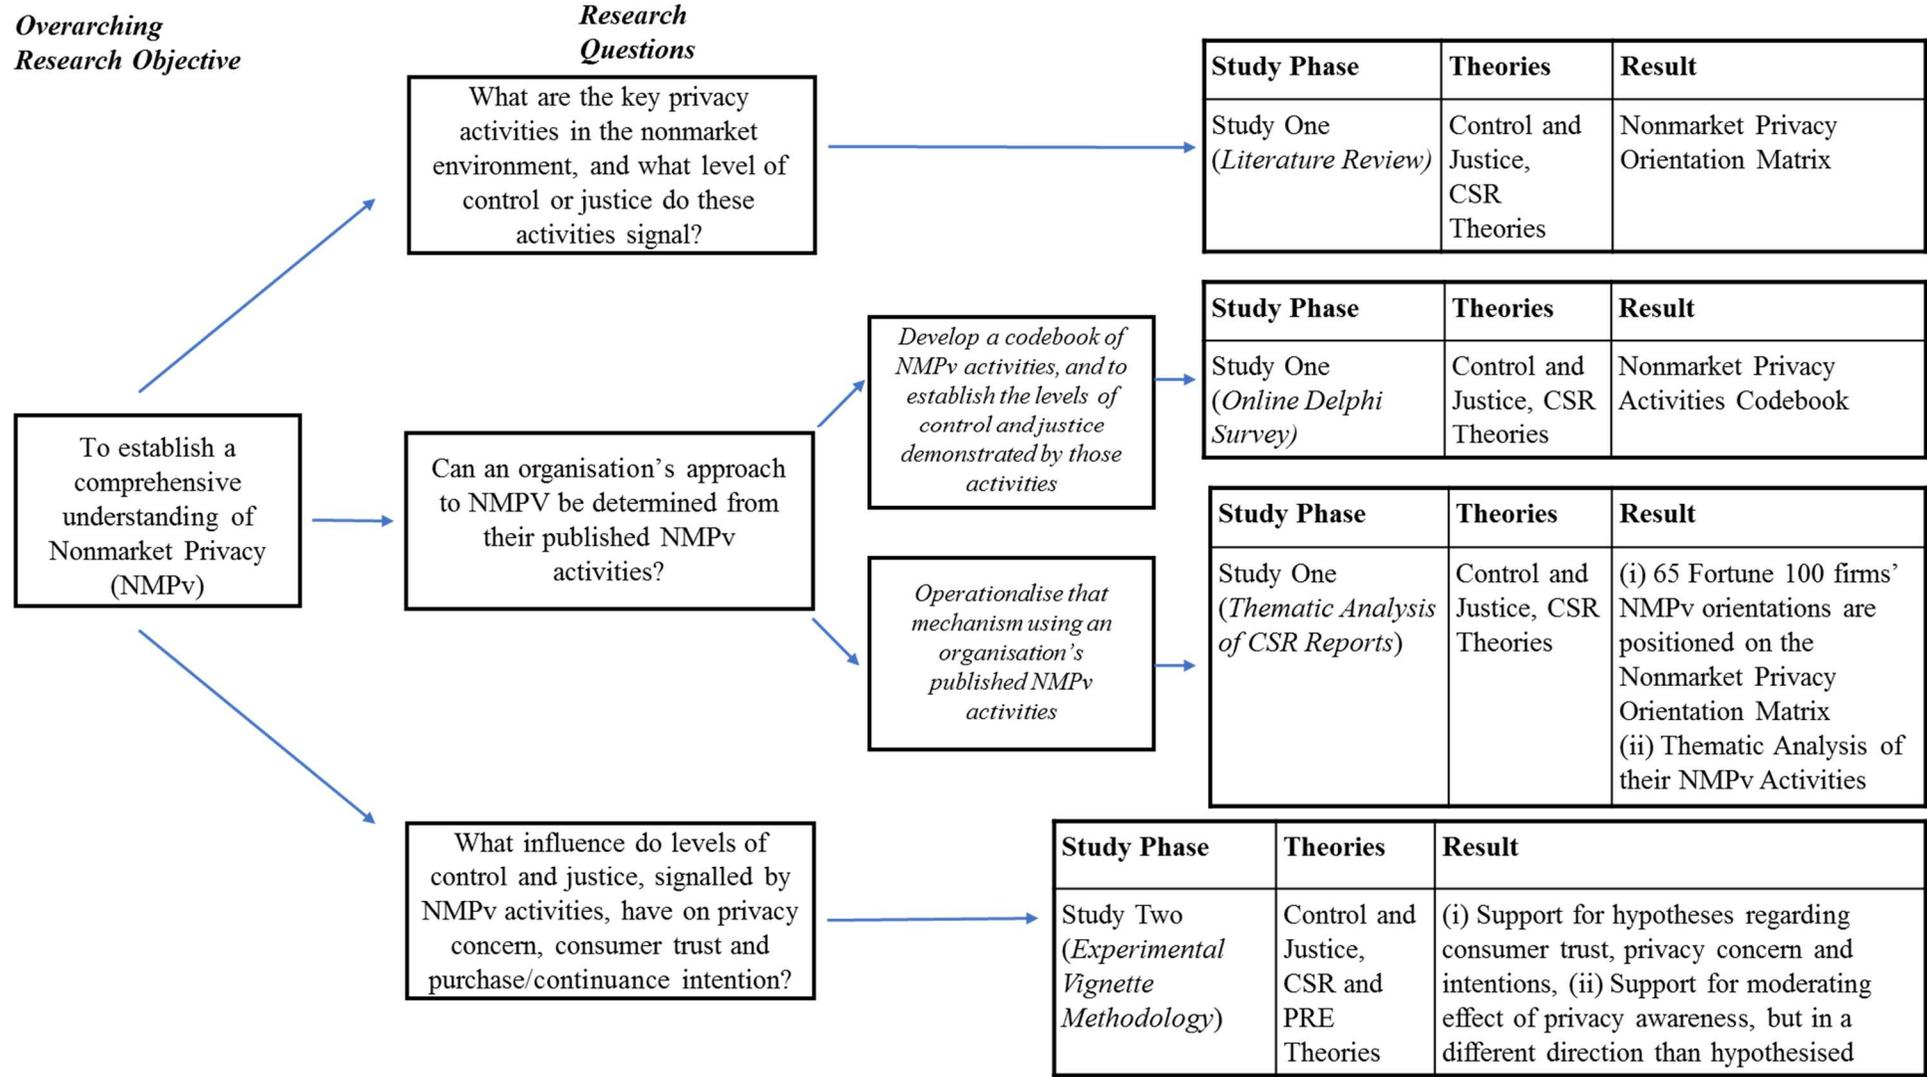 Overarching
Research Objective
Research
Questions
To establish a
comprehensive
understanding of
Nonmarket Privacy
(NMPv)
What are the key privacy
activities in the nonmarket
environment, and what level of
control or justice do these
activities signal?
Study Phase
Theories
Result
Study One
(Literature Review)
Control and
Justice,
CSR
Theories
Nonmarket Privacy
Orientation Matrix
Can an organisation’s approach
to NMPV be determined from
their published NMPv
activities?
Develop a codebook of
NMPv activities, and to
establish the levels of
control and justice
demonstrated by those
activities
Study Phase
Theories
Result
Study One
(Online Delphi
Survey)
Control and
Justice, CSR
Theories
Nonmarket Privacy
Activities Codebook
Operationalise that
mechanism using an
organisation’s
published NMPv
activities
Study Phase
Theories
Result
Study One
(Thematic Analysis
of CSR Reports)
Control and
Justice, CSR
Theories
(i) 65 Fortune 100 firms’
NMPv orientations are
positioned on the
Nonmarket Privacy
Orientation Matrix
(ii) Thematic Analysis of
their NMPv Activities
What influence do levels of
control and justice, signalled by
NMPv activities, have on privacy
concern, consumer trust and
purchase/continuance intention?
Study Phase
Theories
Result
Study Two
(Experimental
Vignette
Methodology)
Control and
Justice,
CSR and
PRE
Theories
(i) Support for hypotheses regarding
consumer trust, privacy concern and
intentions, (ii) Support for moderating
effect of privacy awareness, but in a
different direction than hypothesised